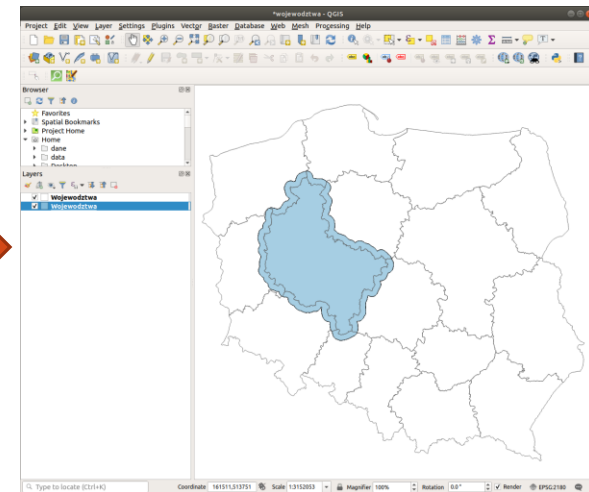 *wojewodztwa - QGIS
Project Edit View Layer Settings Plugins Vector Raster Database Web Mesh Processing Help
Browser
Favorites
Spatial Bookmarks
Project Home
Home
dane
data
Desktop
Layers
Wojewodztwa
Wojewodztwa
Type to locate (Ctrl+K) Coordinate 161511,513751 Scale 1:3152853 Magnifier 100% Rotation 0.0° Render EPSG:2180